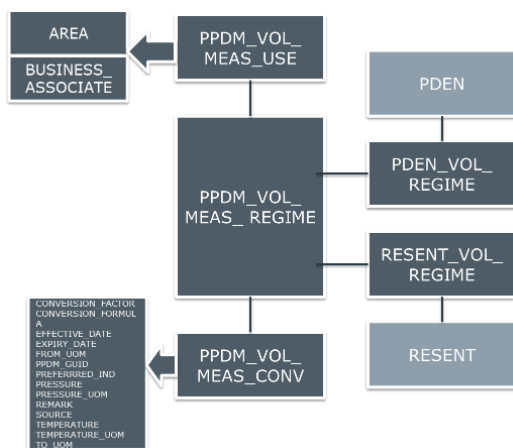 AREA
BUSINESS_
ASSOCIATE
PPDM_VOL_
MEAS_USE
PDEN
PPDM_VOL_
MEAS_ REGIME
PDEN_VOL_
REGIME
RESENT_VOL_
REGIME
CONVERSION_FACTOR
CONVERSION_FORMUL
A
EFFECTIVE_DATE
EXPIRY_DATE
FROM_UOM
PPDM_GUID
PREFERRRED_IND
PRESSURE
PRESSURE_UOM
REMARK
SOURCE
TEMPERATURE
TEMPERATURE_UOM
TO_UOM
PPDM_VOL_
MEAS_CONV
RESENT